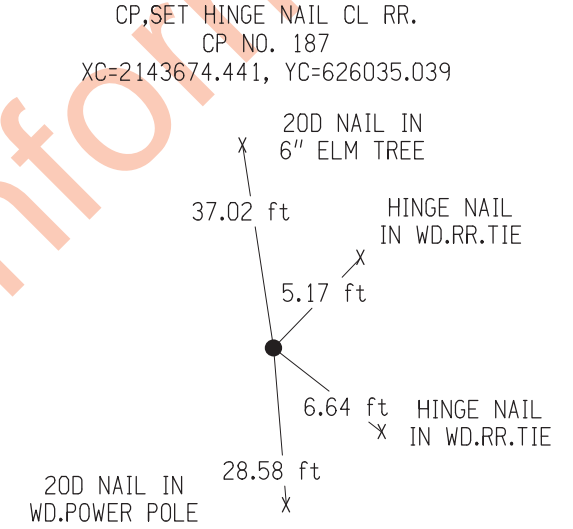 CP,SET HINGE NAIL CL RR.
CP NO. 187
XC=2143674.441, YC=626035.039
20D NAIL IN
6" ELM TREE
37.02 ft
HINGE NAIL
IN WD.RR.TIE
5.17 ft
6.64 ft
HINGE NAIL
IN WD.RR.TIE
28.58 ft
20D NAIL IN
WD.POWER POLE